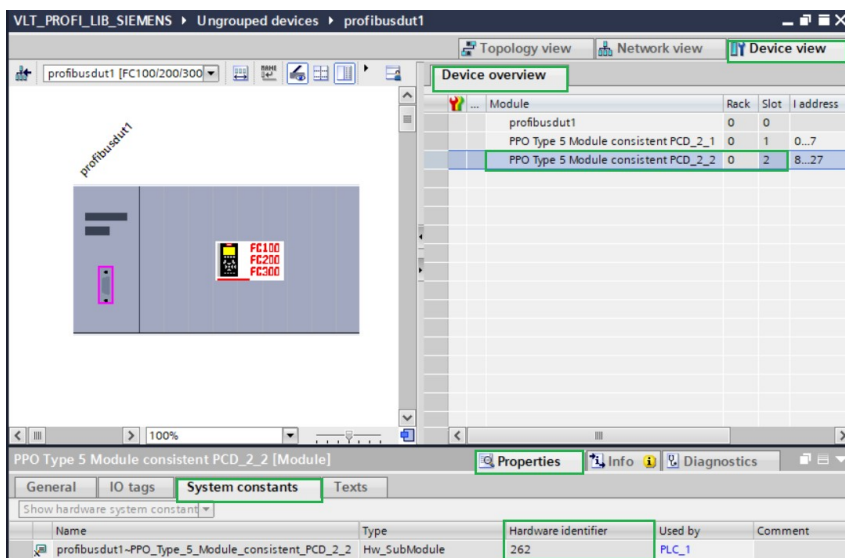 VLT_PROFI_LIB_SIEMENS ▸ Ungrouped devices ▸ profibusdut1
Topology view Network view Device view
profibusdut1 [FC100/200/300
Device overview
... Module Rack Slot I address
profibusdut1 0 0
PPO Type 5 Module consistent PCD_2_1 0 1 0...7
PPO Type 5 Module consistent PCD_2_2 0 2 8...27
profibusdut1
FC100
FC200
FC300
100%
PPO Type 5 Module consistent PCD_2_2 [Module]
Properties Info Diagnostics
General IO tags System constants Texts
Show hardware system constant
Name Type Hardware identifier Used by Comment
profibusdut1~PPO_Type_5_Module_consistent_PCD_2_2 Hw_SubModule 262 PLC_1